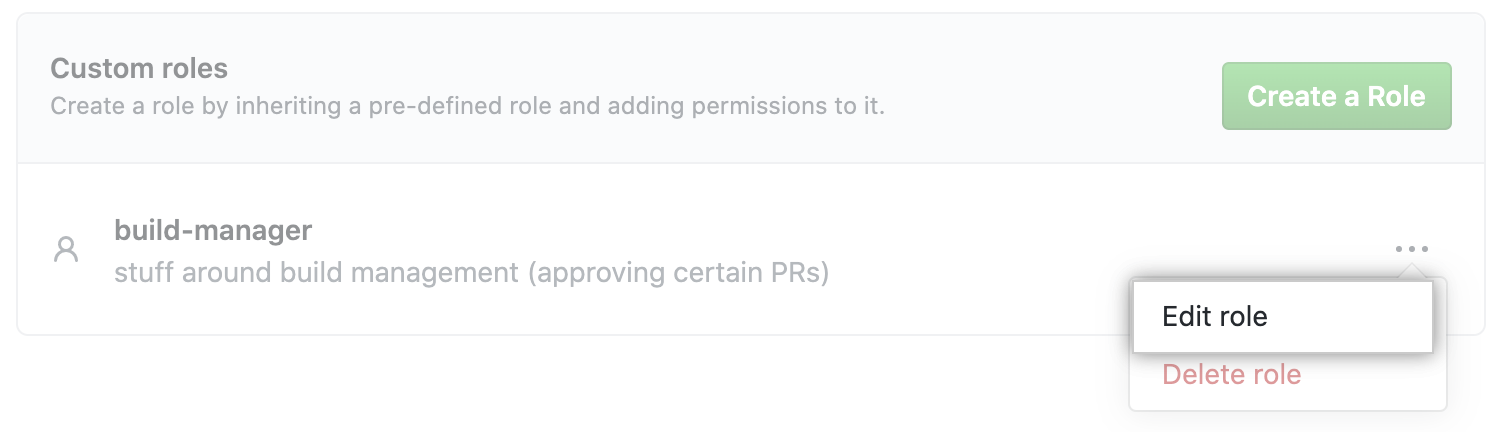 Custom roles
Create a role by inheriting a pre-defined role and adding permissions to it.
Create a Role
build-manager
stuff around build management (approving certain PRs)
Edit role
Delete role